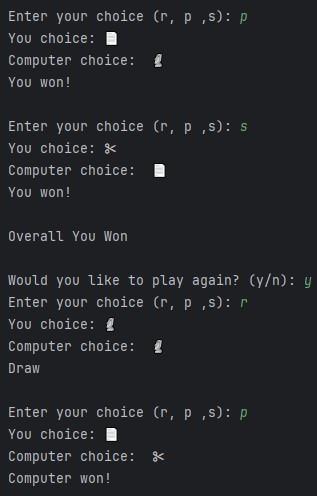 Enter your choice (r, p ,s): p
You choice: 📄
Computer choice:  🗿
You won!
Enter your choice (r, p ,s): s
You choice: ✂
Computer choice:  📄
You won!
Overall You Won
Would you like to play again? (y/n): y
Enter your choice (r, p ,s): r
You choice: 🗿
Computer choice:  🗿
Draw
Enter your choice (r, p ,s): p
You choice: 📄
Computer choice:  ✂
Computer won!